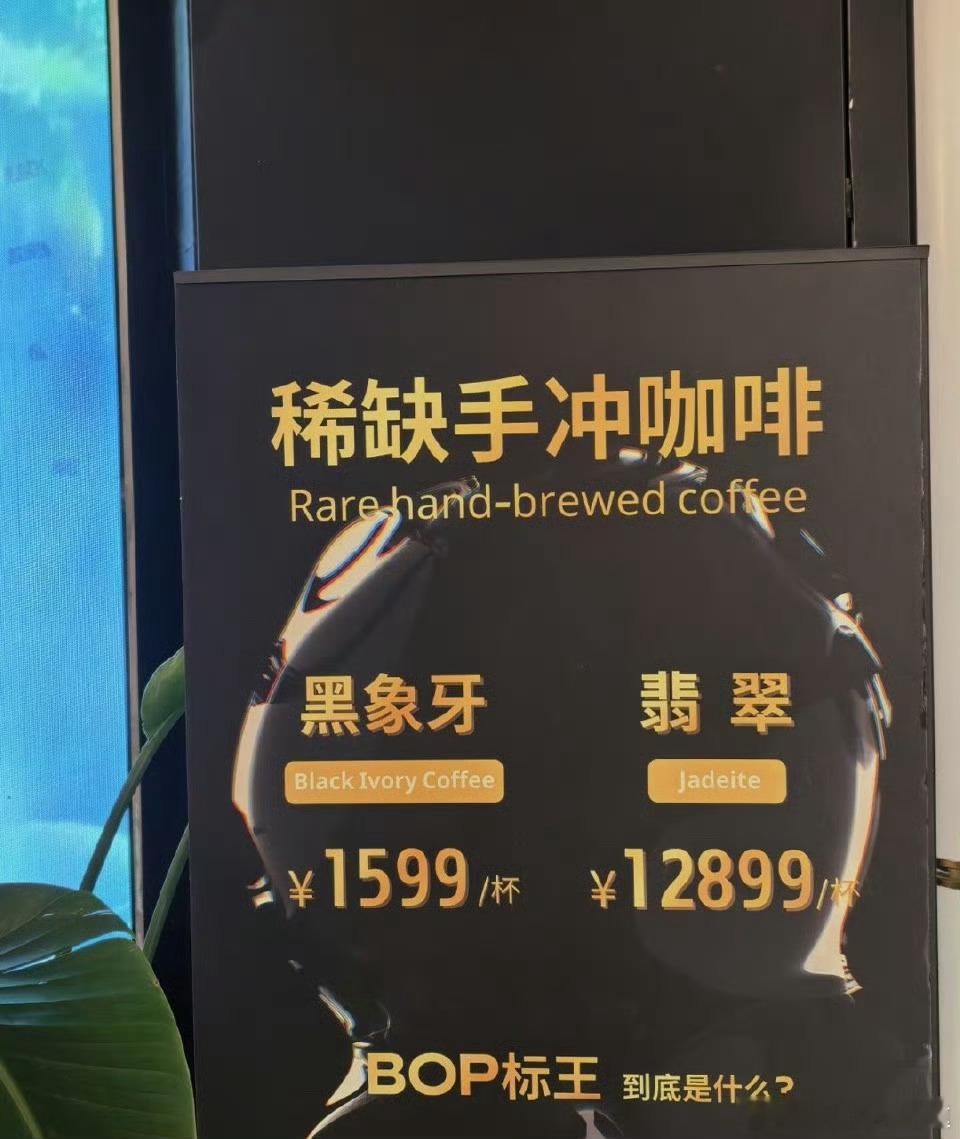 稀缺手冲咖啡
Rare hand-brewed coffee
黑象牙 翡翠
Black Ivory Coffee Jadeite
¥1599/杯 ¥12899/杯
BOP标王 到底是什么?